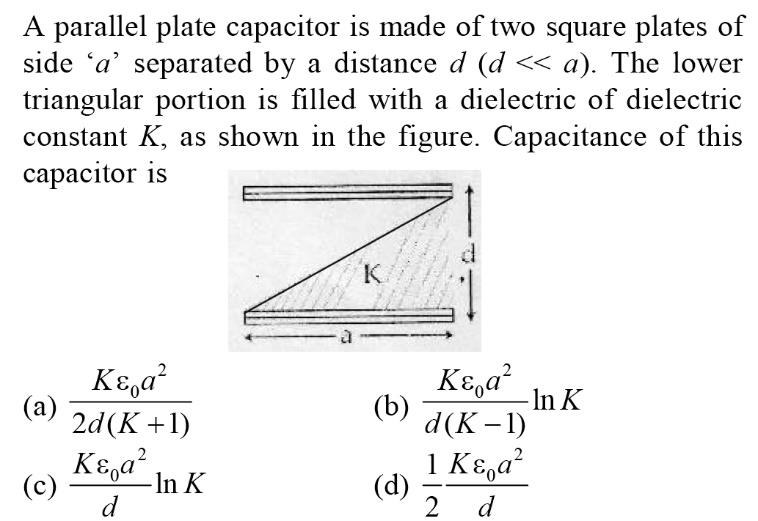 A parallel plate capacitor is made of two square plates of
side ‘a’ separated by a distance d (d << a). The lower
triangular portion is filled with a dielectric of dielectric
constant K, as shown in the figure. Capacitance of this
capacitor is
K
d
a
(a) Kε₀a² / 2d(K + 1)
(b) Kε₀a² / d(K – 1) ln K
(c) Kε₀a² / d ln K
(d) 1/2 Kε₀a² / d